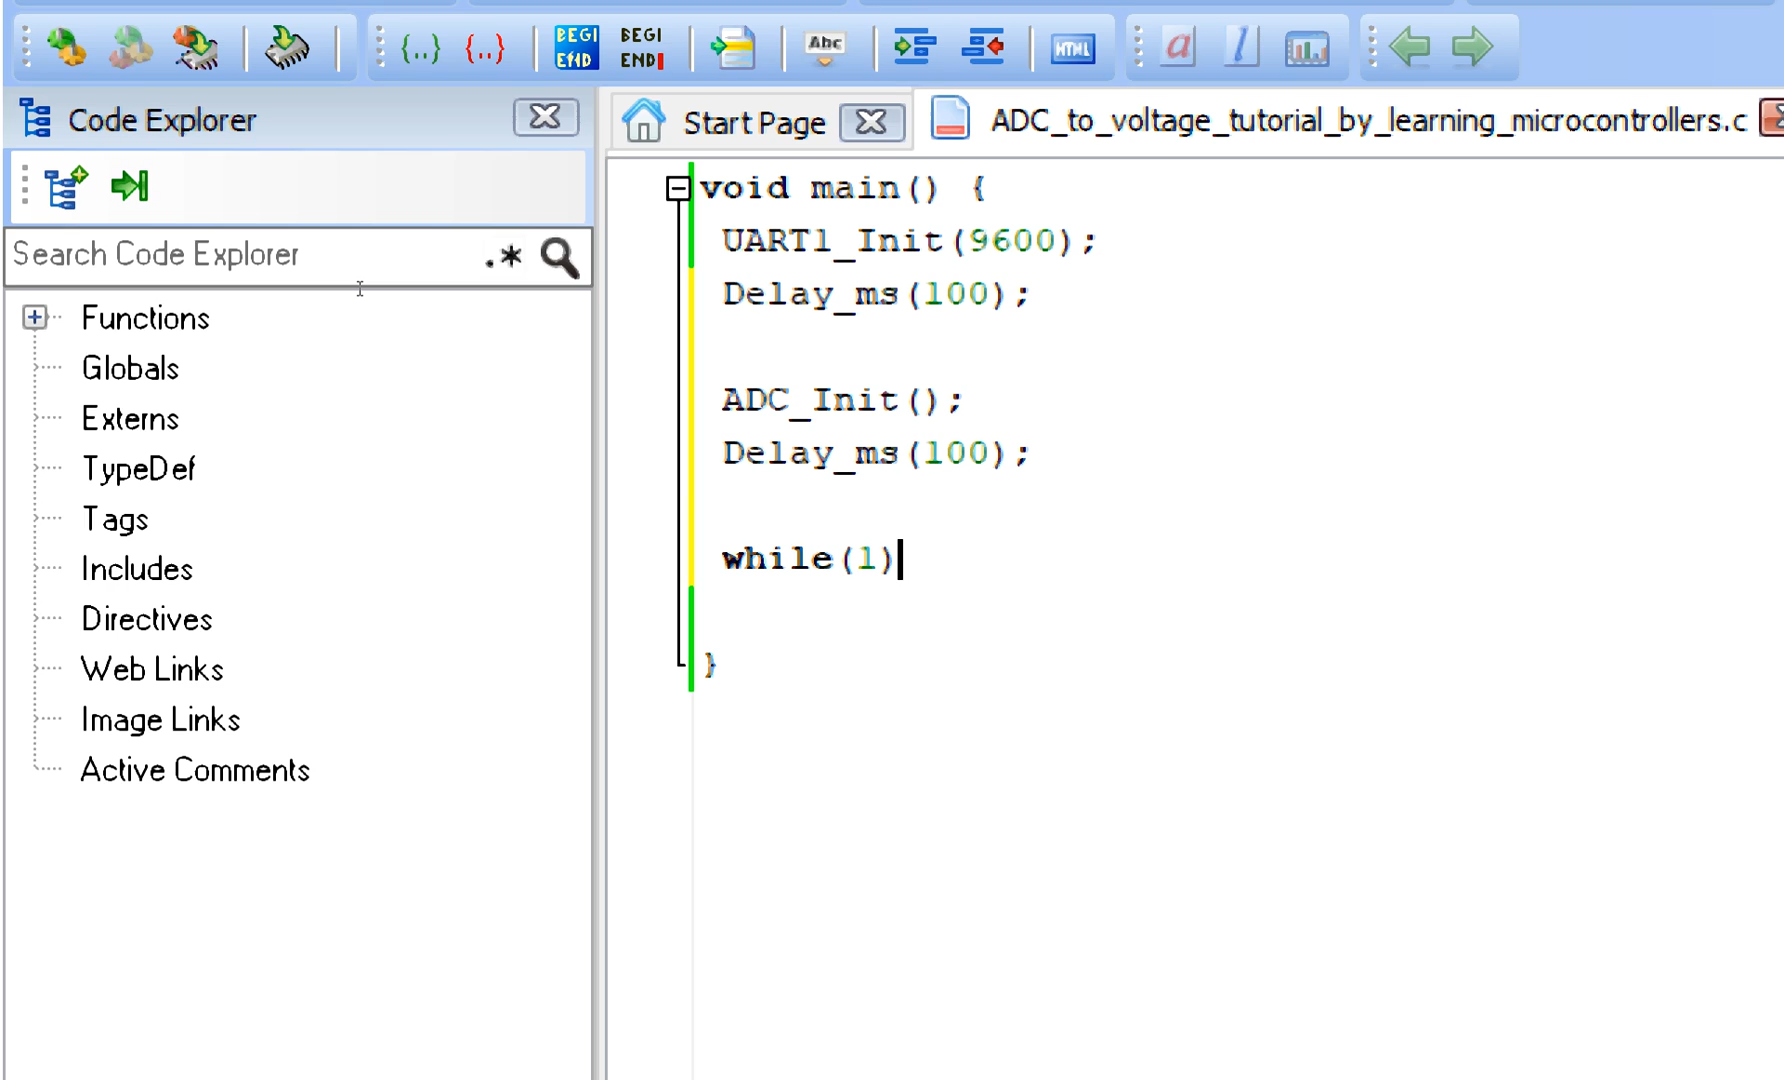 {..} {..} BEGI END BEGI END Abc HTML a l
Code Explorer
Start Page
ADC_to_voltage_tutorial_by_learning_microcontrollers.c
Search Code Explorer .*
Functions
Globals
Externs
TypeDef
Tags
Includes
Directives
Web Links
Image Links
Active Comments
void main() {
UART1_Init(9600);
Delay_ms(100);
ADC_Init();
Delay_ms(100);
while(1)
}